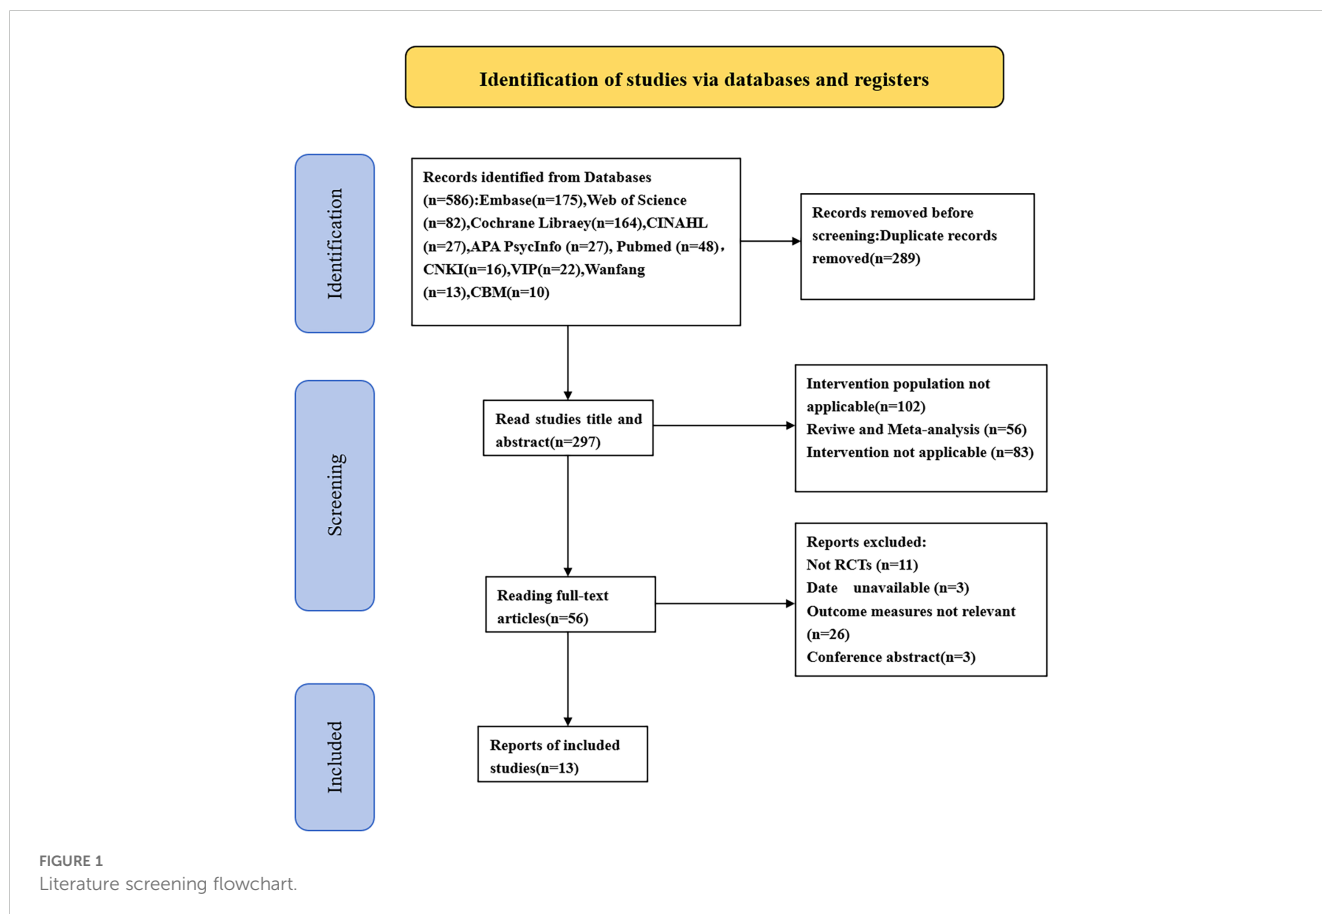 Identification of studies via databases and registers
Identification
Records identified from Databases
(n=586):Embase(n=175),Web of Science
(n=82),Cochrane Libraey(n=164),CINAHL
(n=27),APA PsycInfo (n=27), Pubmed (n=48)，
CNKI(n=16),VIP(n=22),Wanfang
(n=13),CBM(n=10)
Records removed before
screening:Duplicate records
removed(n=289)
Screening
Read studies title and
abstract(n=297)
Intervention population not
applicable(n=102)
Reviwe and Meta-analysis (n=56)
Intervention not applicable (n=83)
Reading full-text
articles(n=56)
Reports excluded:
Not RCTs (n=11)
Date unavailable (n=3)
Outcome measures not relevant
(n=26)
Conference abstract(n=3)
Included
Reports of included
studies(n=13)
FIGURE 1
Literature screening flowchart.